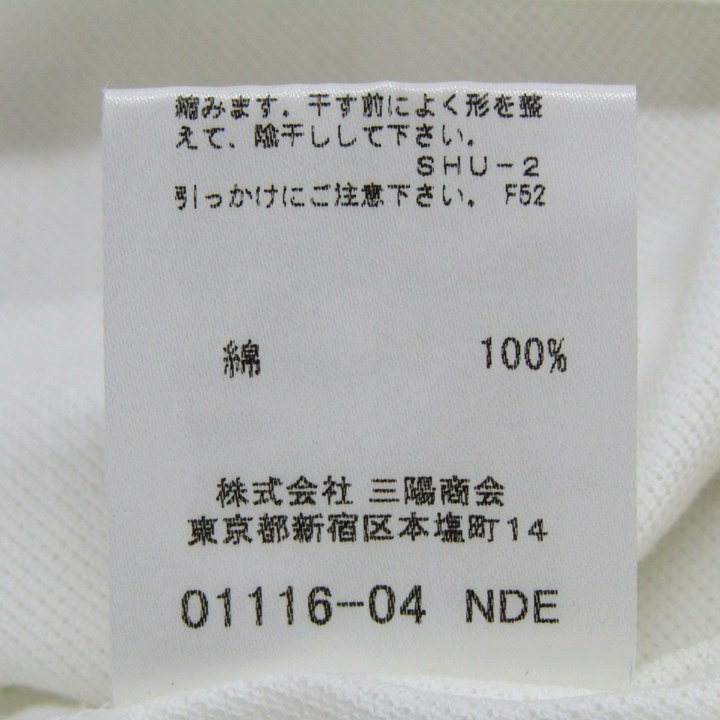 縮みます. 干す前によく形を整
えて、陰干ししして下さい。
SHU-2
引っかけにご注意下さい。 F52
綿 100%
株式会社 三陽商会
東京都新宿区本塩町14
01116-04 NDE